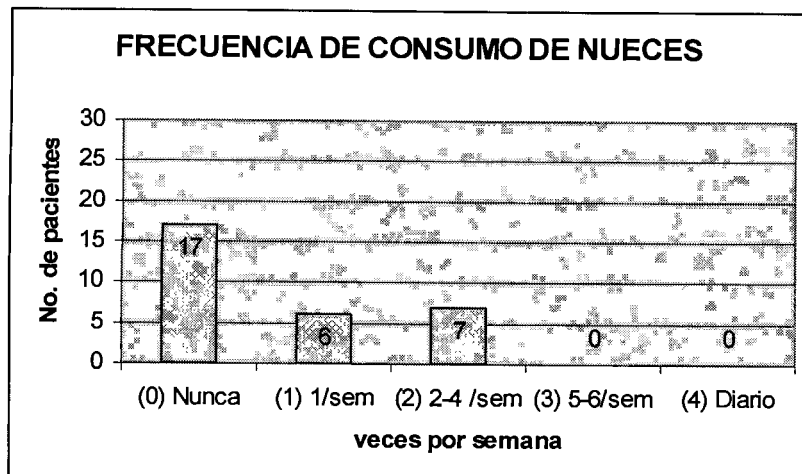 FRECUENCIA DE CONSUMO DE NUECES
No. de pacientes
30
25
20
15
10
5
0
17
6
7
0
0
(0) Nunca
(1) 1/sem
(2) 2-4 /sem
(3) 5-6/sem
(4) Diario
veces por semana